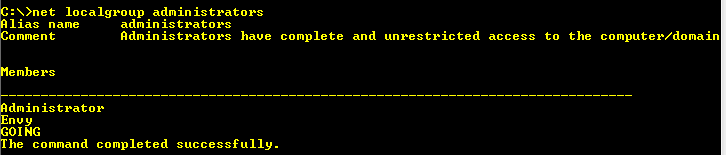 C:\>net localgroup administrators
Alias name     administrators
Comment        Administrators have complete and unrestricted access to the computer/domain
Members
-------------------------------------------------------------------------------
Administrator
Envy
GOING
The command completed successfully.